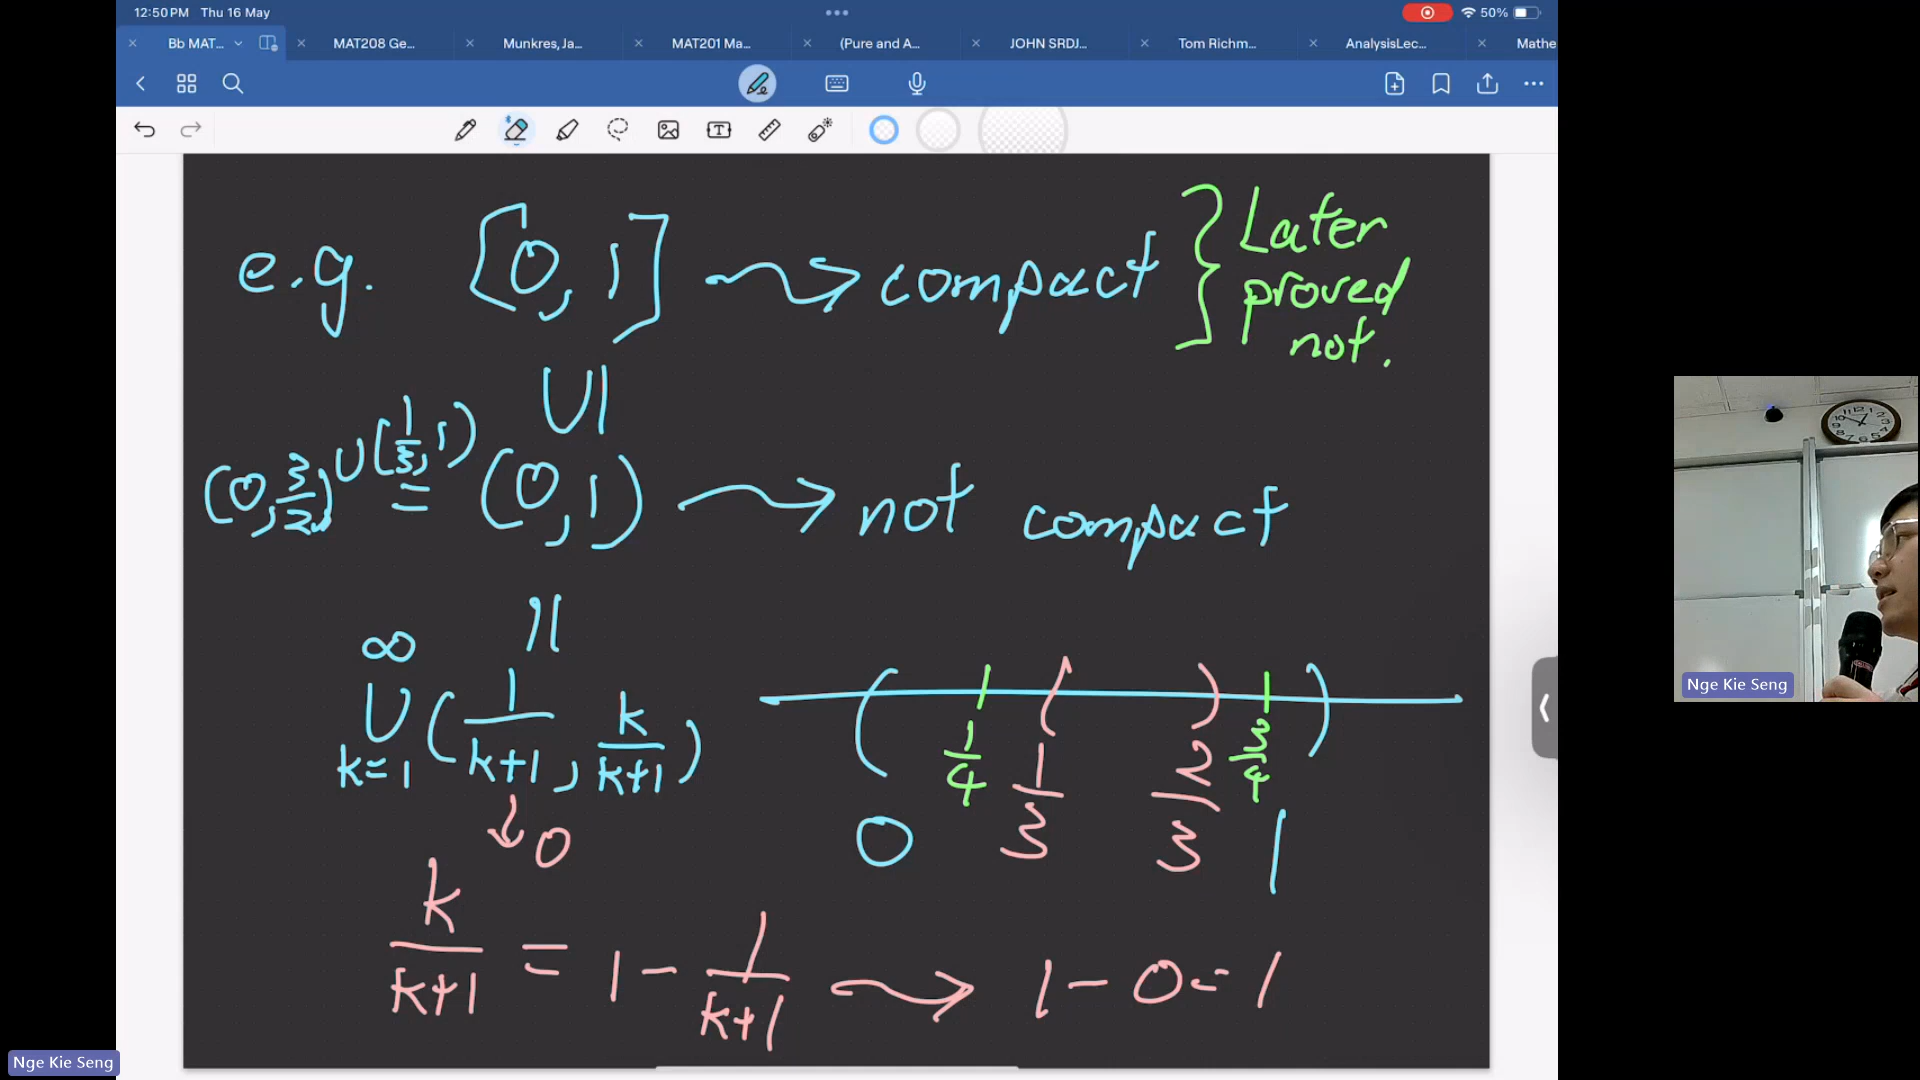 12:50 PM Thu 16 May
50%
Bb MAT...
MAT208 Ge...
Munkres, Ja...
MAT201 Ma...
(Pure and A...
JOHN SRDJ...
Tom Richm...
AnalysisLec...
Mathe
e.g. [0, 1] ⇝ compact } Later proved not.
∪|
(0, 3/2) ∪ (1/3, 1) = (0, 1) ⇝ not compact
||
∞
∪ (1/k+1, k/k+1)
k=1
↓ 0
( 1/4 ( ) 3/4 )
1/3 2/3
0 1
k/k+1 = 1 - 1/k+1 ⇝ 1 - 0 = 1
Nge Kie Seng
Nge Kie Seng